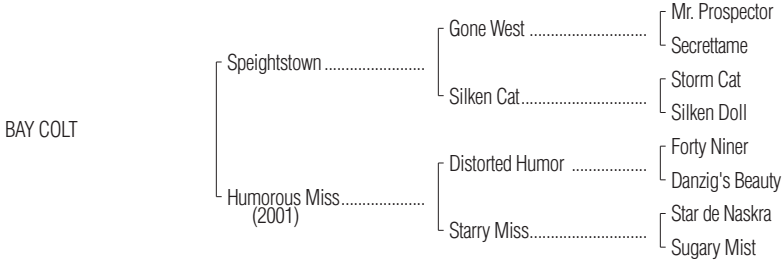 Mr. Prospector
Gone West ..........................
Secrettame
Speightstown .......................
Storm Cat
Silken Cat............................
Silken Doll
BAY COLT
Forty Niner
Distorted Humor .................
Danzig's Beauty
Humorous Miss...................
(2001)
Star de Naskra
Starry Miss..........................
Sugary Mist